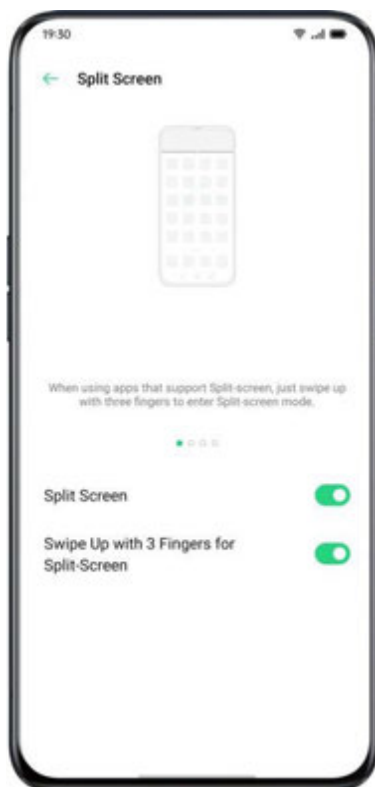 19:30
Split Screen
When using apps that support Split-screen, just swipe up
with three fingers to enter Split-screen mode.
Split Screen
Swipe Up with 3 Fingers for
Split-Screen